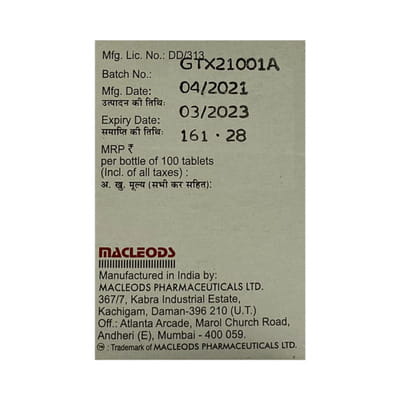 Mfg. Lic. No.: DD/313
Batch No.: GTX21001A
Mfg. Date: 04/2021
उत्पादन की तिथि:
Expiry Date: 03/2023
समाप्ति की तिथि:
161 . 28
MRP ₹
per bottle of 100 tablets
(Incl. of all taxes) :
अ. खु. मूल्य (सभी कर सहित):
MACLEODS
Manufactured in India by:
MACLEODS PHARMACEUTICALS LTD.
367/7, Kabra Industrial Estate,
Kachigam, Daman-396 210 (U.T.)
Off.: Atlanta Arcade, Marol Church Road,
Andheri (E), Mumbai - 400 059.
: Trademark of MACLEODS PHARMACEUTICALS LTD.